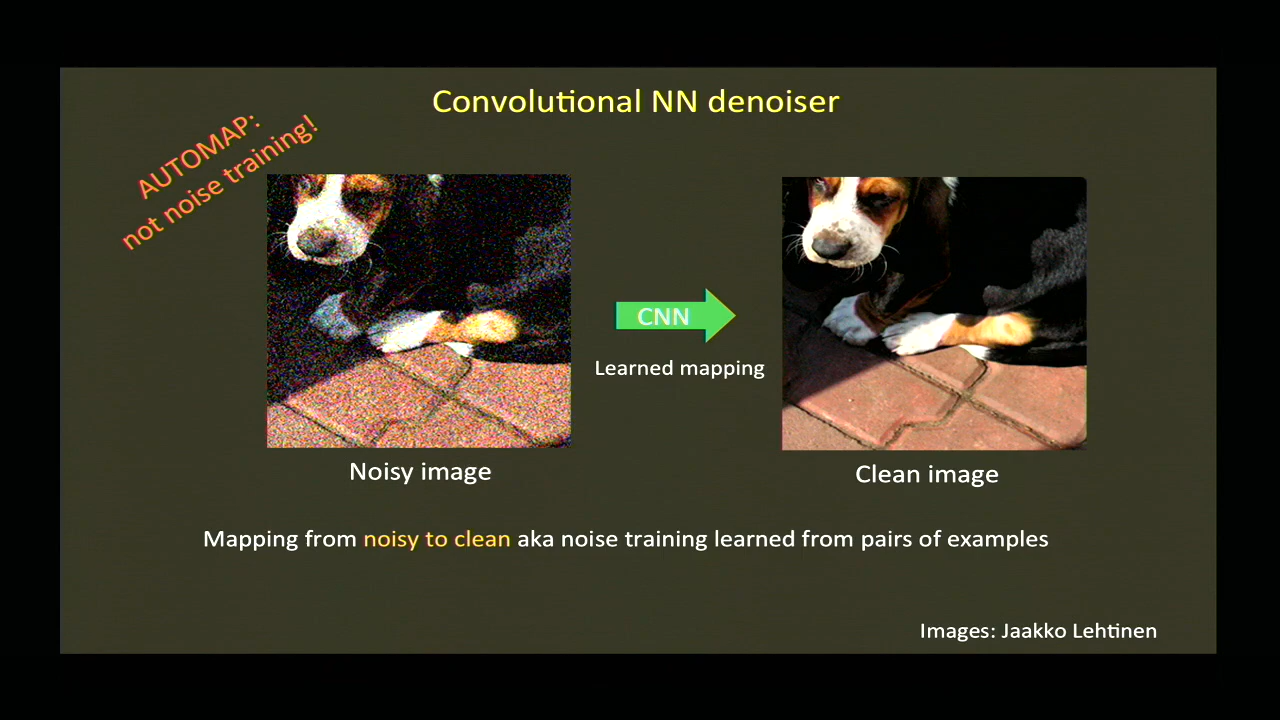 Convolutional NN denoiser
AUTOMAP:
not noise training!
CNN
Learned mapping
Noisy image
Clean image
Mapping from noisy to clean aka noise training learned from pairs of examples
Images: Jaakko Lehtinen